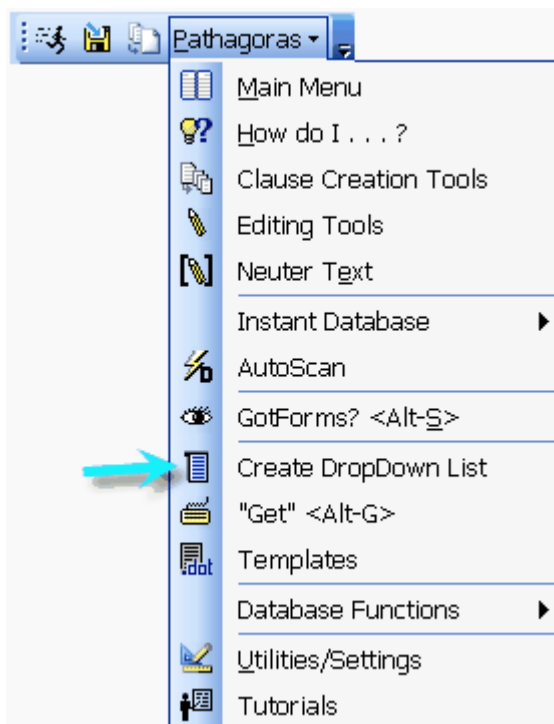 Pathagoras
Main Menu
How do I . . . ?
Clause Creation Tools
Editing Tools
Neuter Text
Instant Database
AutoScan
GotForms? <Alt-S>
Create DropDown List
"Get" <Alt-G>
.dot Templates
Database Functions
Utilities/Settings
Tutorials